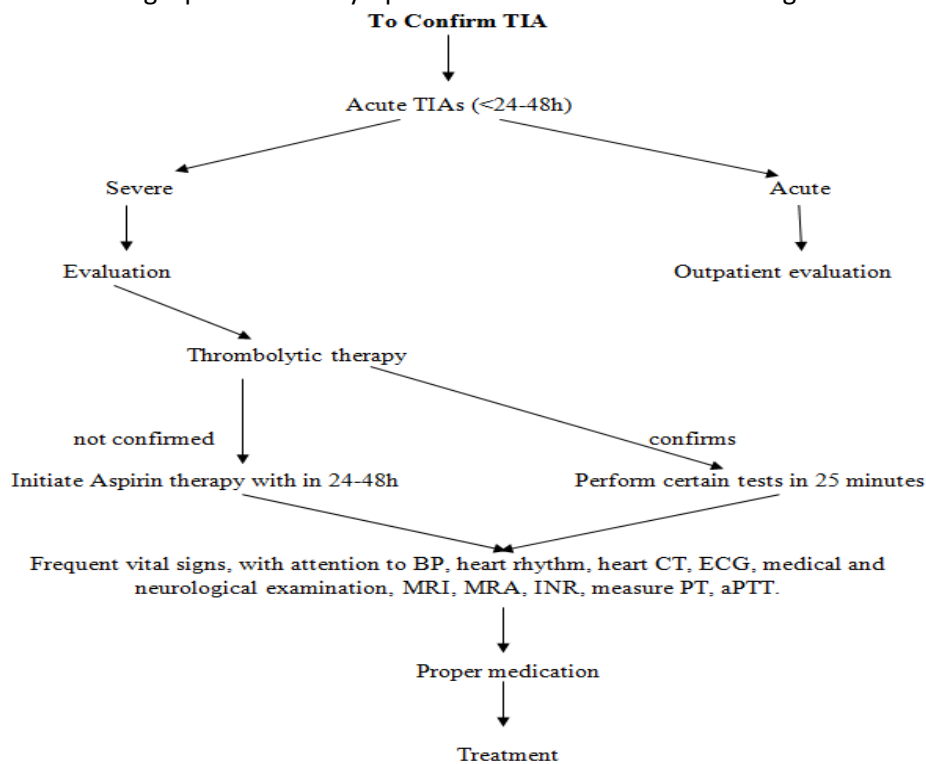 To Confirm TIA
Acute TIAs (<24-48h)
Severe
Acute
Evaluation
Outpatient evaluation
Thrombolytic therapy
not confirmed
confirms
Initiate Aspirin therapy with in 24-48h
Perform certain tests in 25 minutes
Frequent vital signs, with attention to BP, heart rhythm, heart CT, ECG, medical and
neurological examination, MRI, MRA, INR, measure PT, aPTT.
Proper medication
Treatment